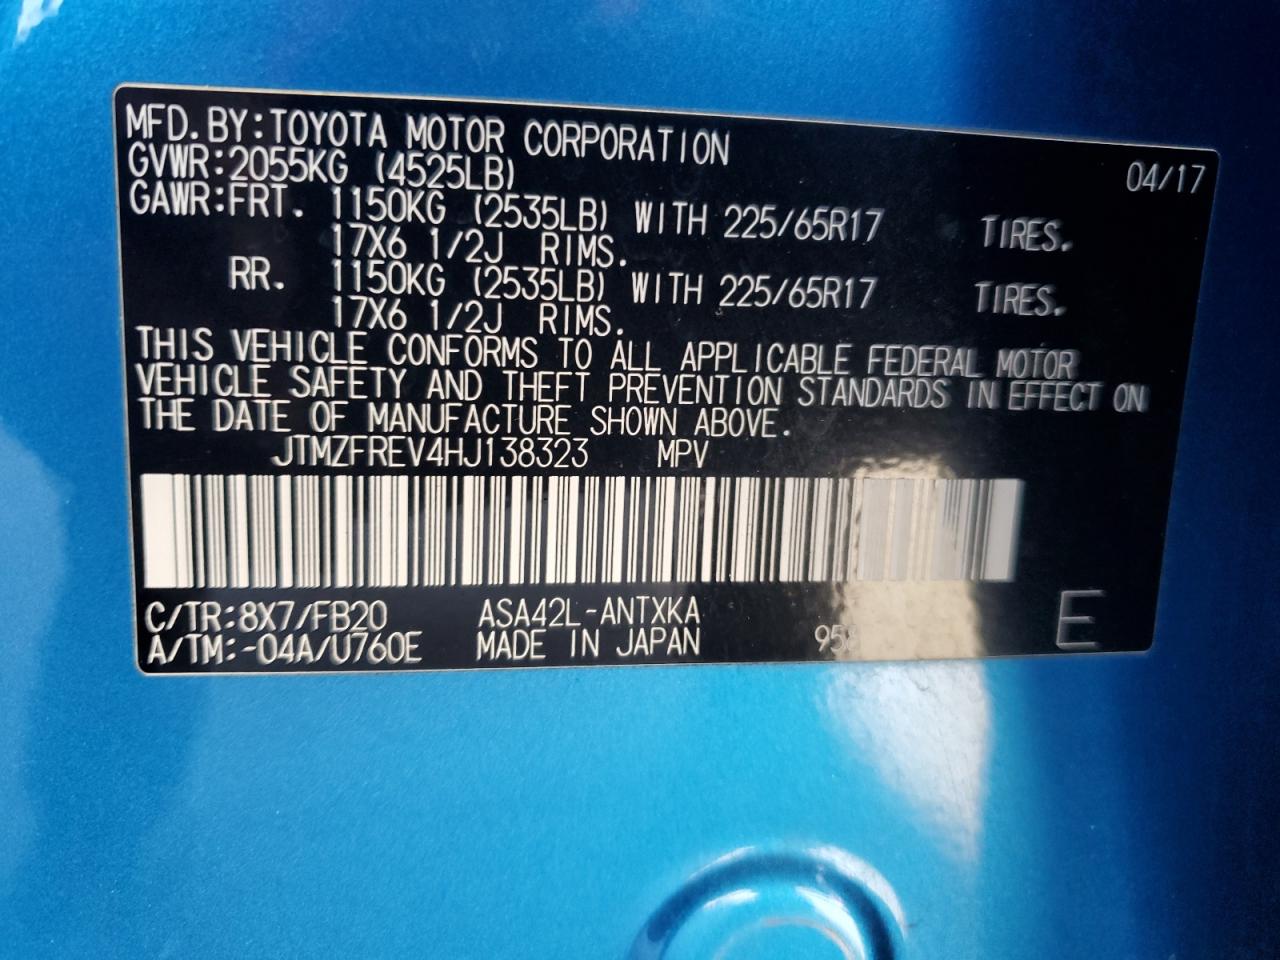 MFD.BY:TOYOTA MOTOR CORPORATION 04/17
GVWR:2055KG (4525LB)
GAWR:FRT. 1150KG (2535LB) WITH 225/65R17 TIRES.
17X6 1/2J RIMS.
RR. 1150KG (2535LB) WITH 225/65R17 TIRES.
17X6 1/2J RIMS.
THIS VEHICLE CONFORMS TO ALL APPLICABLE FEDERAL MOTOR
VEHICLE SAFETY AND THEFT PREVENTION STANDARDS IN EFFECT ON
THE DATE OF MANUFACTURE SHOWN ABOVE.
JTMZFREV4HJ138323 MPV
C/TR:8X7/FB20 ASA42L-ANTXKA
A/TM:-04A/U760E MADE IN JAPAN E